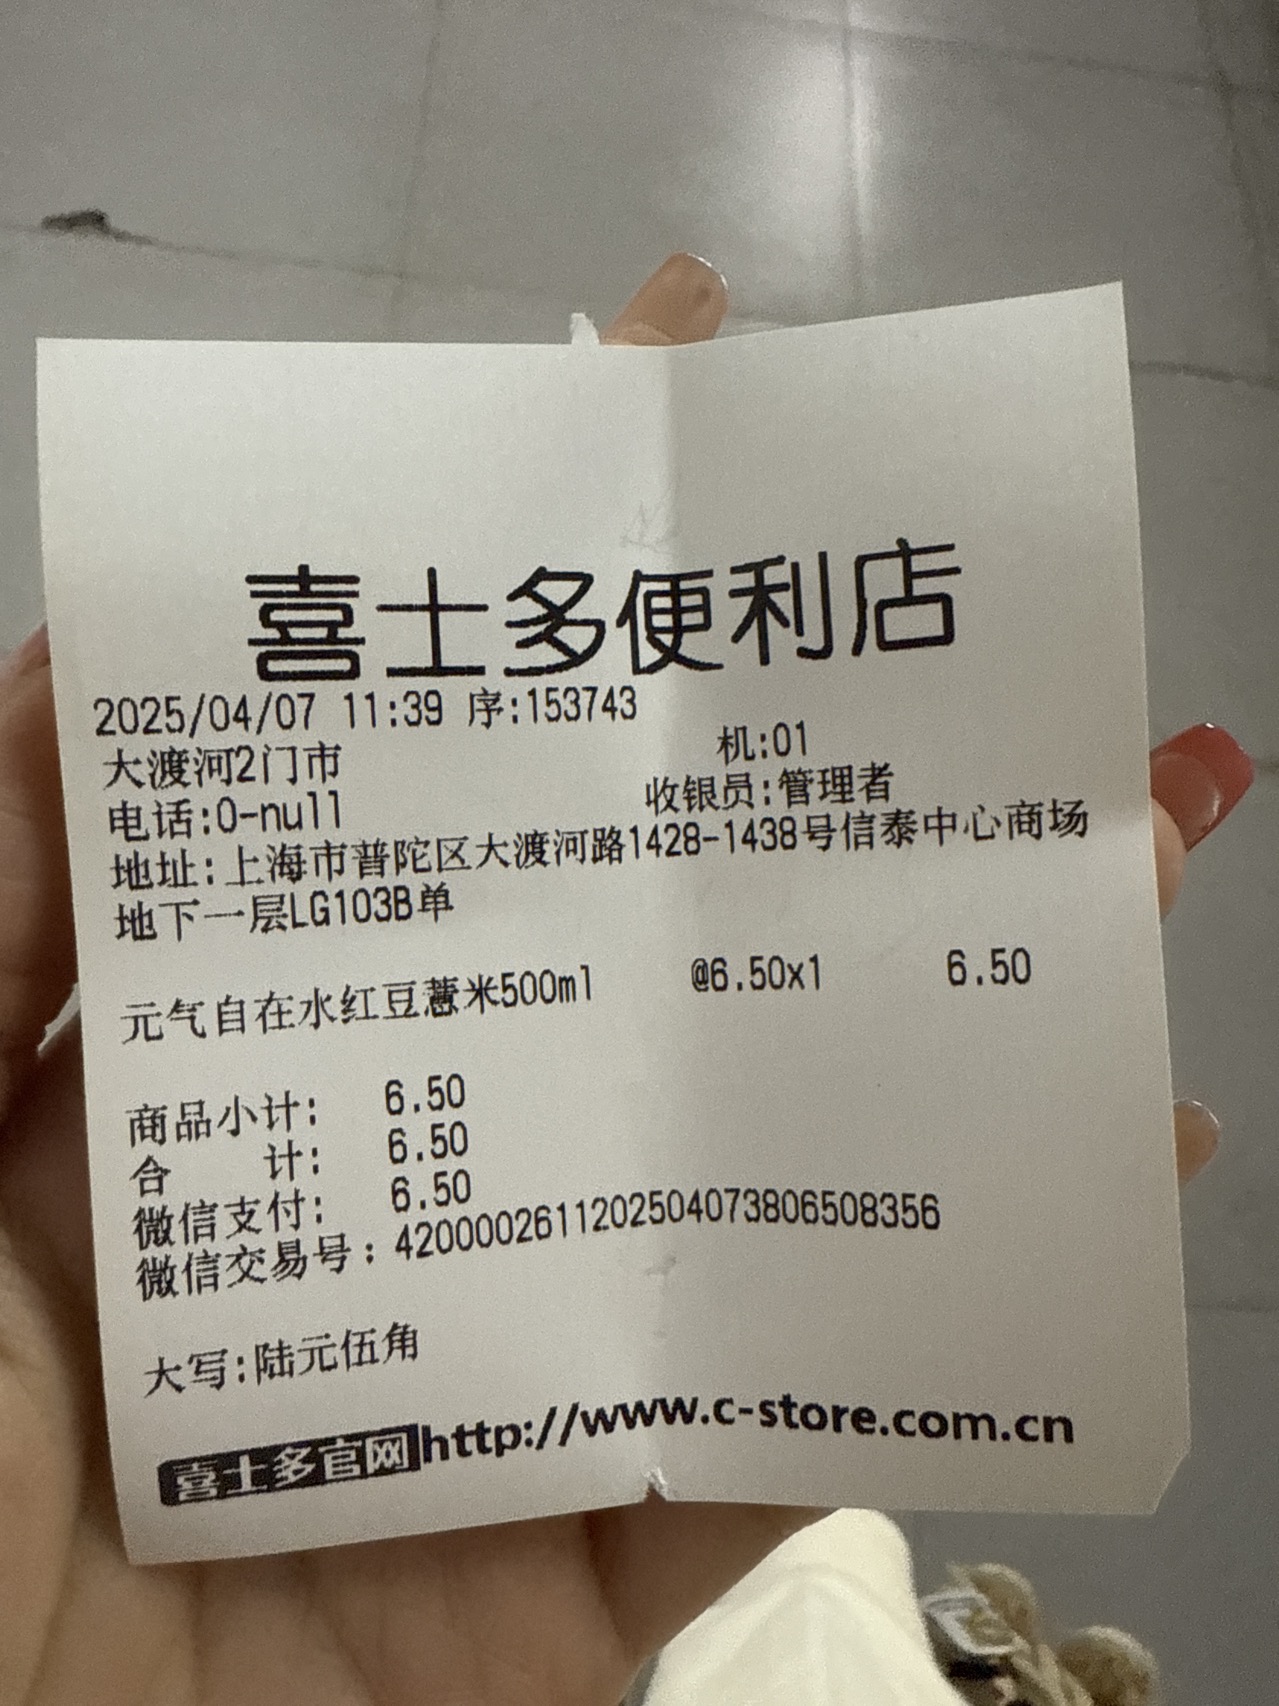 喜士多便利店
2025/04/07 11:39 序:153743
大渡河2门市 机:01
电话:0-null 收银员:管理者
地址:上海市普陀区大渡河路1428-1438号信泰中心商场
地下一层LG103B单
元气自在水红豆薏米500ml @6.50x1 6.50
商品小计: 6.50
合 计: 6.50
微信支付: 6.50
微信交易号:4200002611202504073806508356
大写:陆元伍角
喜士多官网http://www.c-store.com.cn